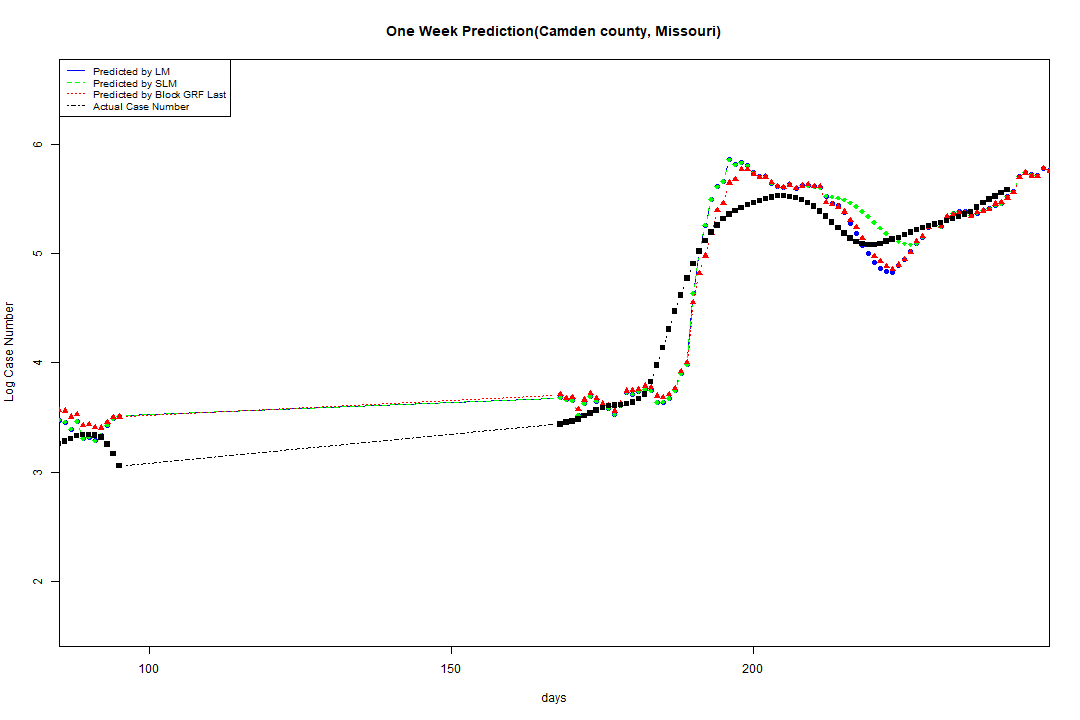 One Week Prediction(Camden county, Missouri)
Predicted by LM
Predicted by SLM
Predicted by Block GRF Last
Actual Case Number
6
5
4
3
2
Log Case Number
100 150 200
days